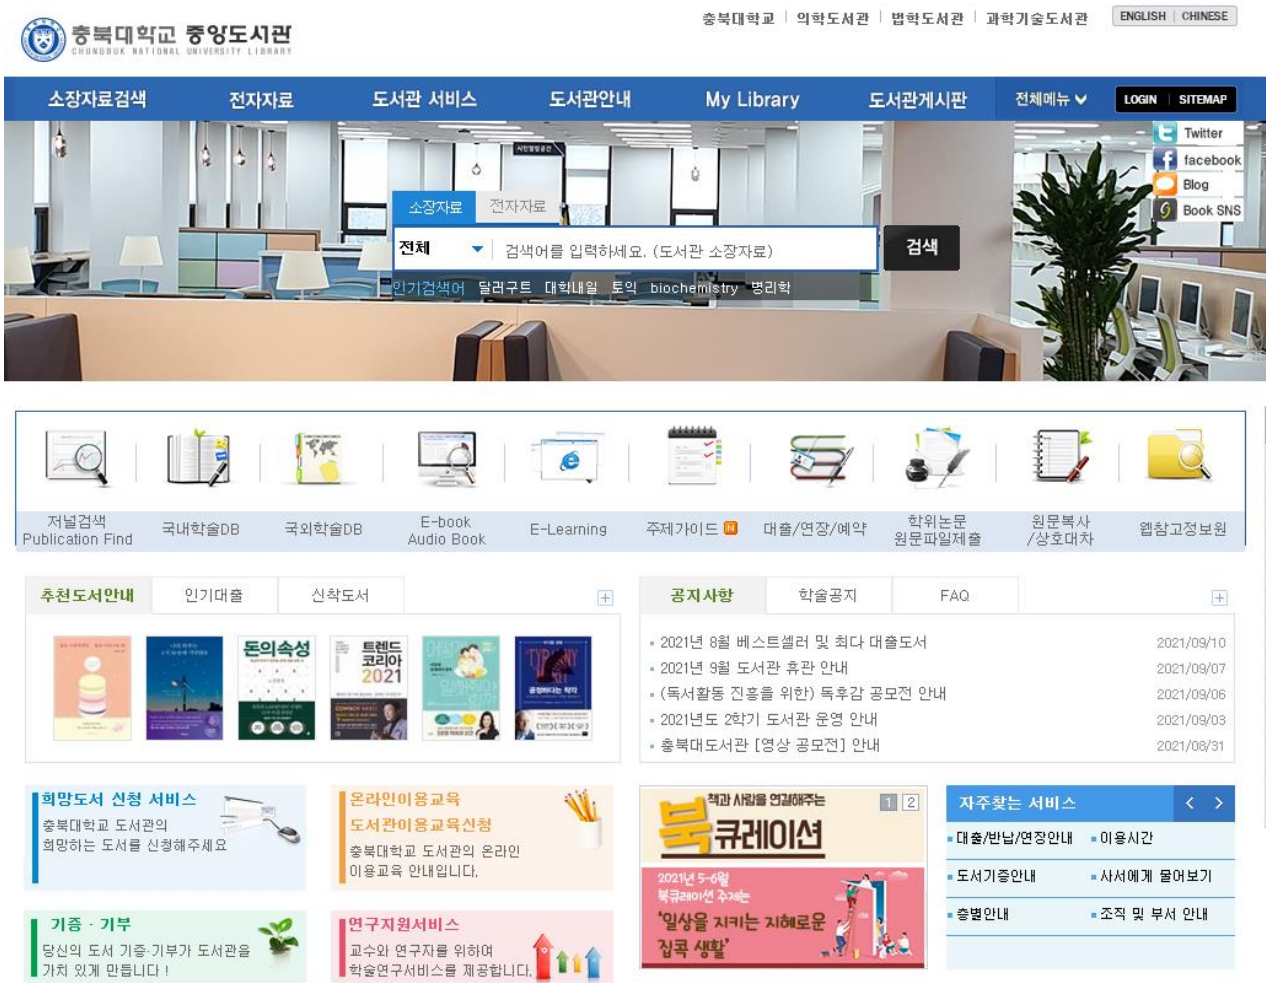 충북대학교 중앙도서관
CHUNGBUK NATIONAL UNIVERSITY LIBRARY
충북대학교 의학도서관 법학도서관 과학기술도서관 ENGLISH CHINESE
소장자료검색 전자자료 도서관 서비스 도서관안내 My Library 도서관게시판 전체메뉴 LOGIN SITEMAP
Twitter
facebook
Blog
Book SNS
소장자료 전자자료
전체 검색어를 입력하세요. (도서관 소장자료) 검색
인기검색어 달러구트 대학내일 토익 biochemistry 병리학
저널검색
Publication Find
국내학술DB
국외학술DB
E-book
Audio Book
E-Learning
주제가이드 N
대출/연장/예약
학위논문
원문파일제출
원문복사
/상호대차
웹참고정보원
추천도서안내 인기대출 신착도서
돈의속성
트렌드
코리아
2021
공정하다는 착각
공지사항 학술공지 FAQ
2021년 8월 베스트셀러 및 최다 대출도서 2021/09/10
2021년 9월 도서관 휴관 안내 2021/09/07
(독서활동 진흥을 위한) 독후감 공모전 안내 2021/09/06
2021년도 2학기 도서관 운영 안내 2021/09/03
충북대도서관 [영상 공모전] 안내 2021/08/31
희망도서 신청 서비스
충북대학교 도서관의
희망하는 도서를 신청해주세요
온라인이용교육
도서관이용교육신청
충북대학교 도서관의 온라인
이용교육 안내입니다.
기증 · 기부
당신의 도서 기증·기부가 도서관을
가치 있게 만듭니다 !
연구지원서비스
교수와 연구자를 위하여
학술연구서비스를 제공합니다.
책과 사람을 연결해주는
북큐레이션
1 2
2021년 5-6월
북큐레이션 주제는
'일상을 지키는 지혜로운
집콕 생활'
자주찾는 서비스
대출/반납/연장안내 이용시간
도서기증안내 사서에게 물어보기
층별안내 조직 및 부서 안내